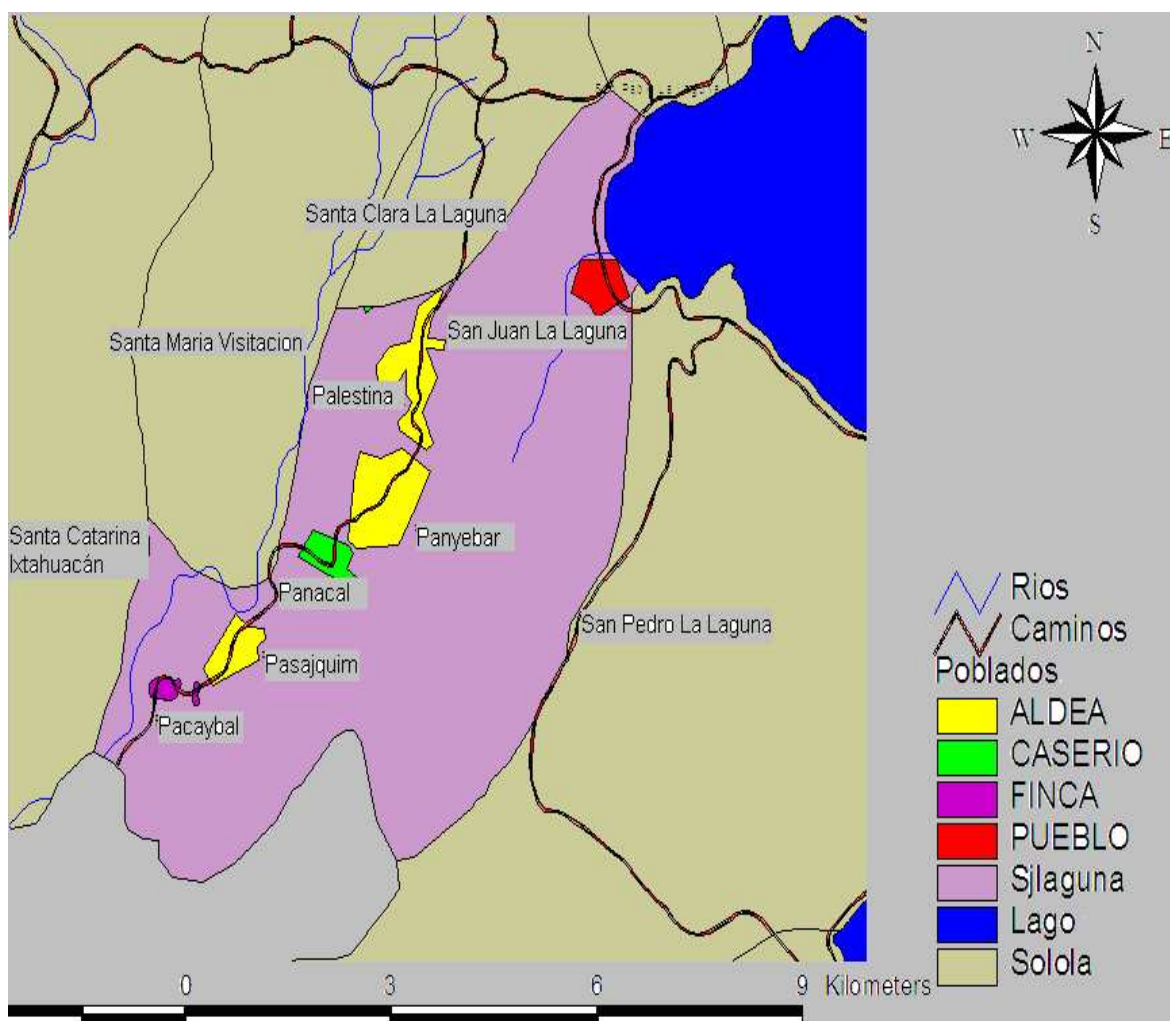 N
W
E
S
Santa Clara La Laguna
San Juan La Laguna
Santa Maria Visitacion
Palestina
Santa Catarina
Ixtahuacán
Panyebar
Panacal
San Pedro La Laguna
Pasajquim
Pacaybal
Rios
Caminos
Poblados
ALDEA
CASERIO
FINCA
PUEBLO
Sjlaguna
Lago
Solola
0 3 6 9 Kilometers